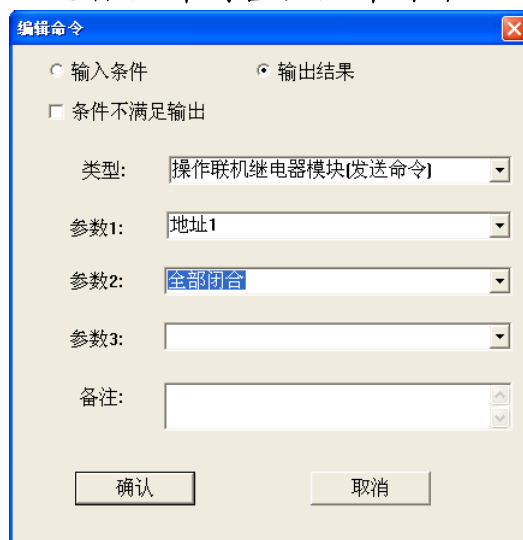 编辑命令
输入条件 输出结果
条件不满足输出
类型: 操作联机继电器模块(发送命令)
参数1: 地址1
参数2: 全部闭合
参数3:
备注:
确认 取消